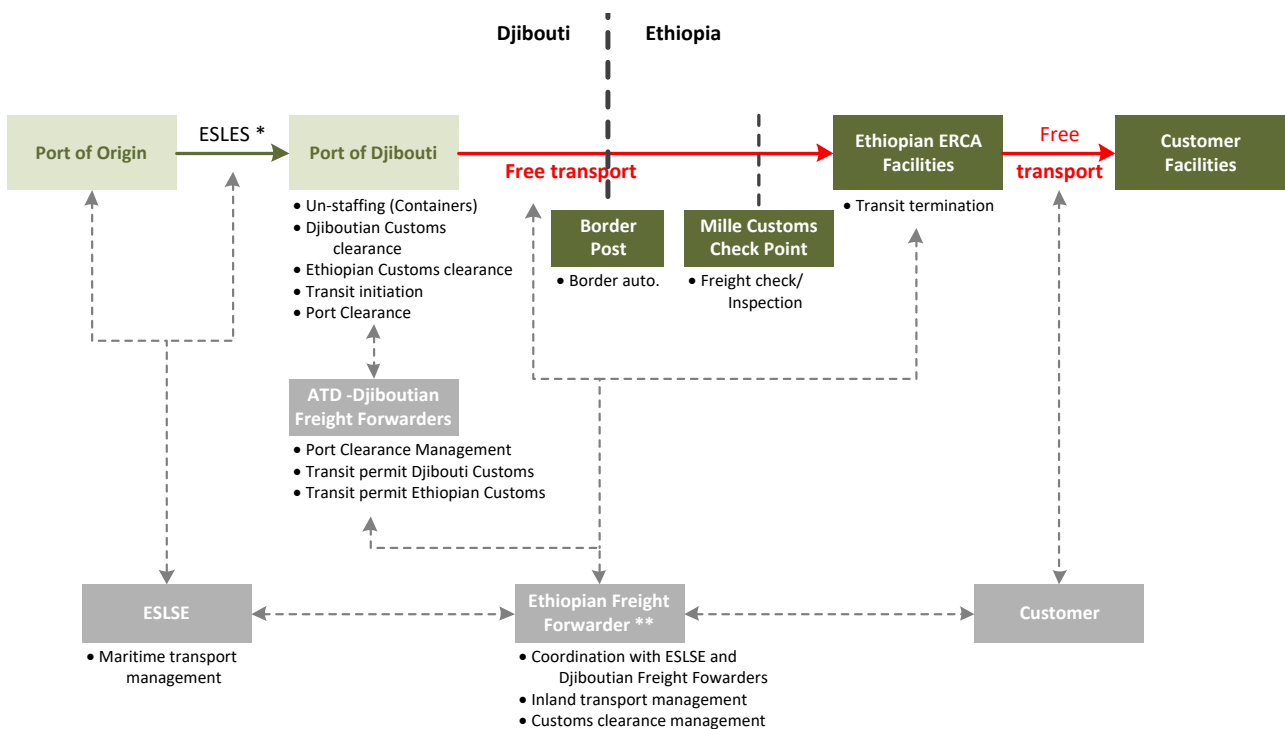 Djibouti
Ethiopia
Port of Origin
ESLES *
Port of Djibouti
Free transport
Ethiopian ERCA
Facilities
Free
transport
Customer
Facilities
• Un-staffing (Containers)
• Djiboutian Customs
clearance
• Ethiopian Customs clearance
• Transit initiation
• Port Clearance
Border
Post
• Border auto.
Mille Customs
Check Point
• Freight check/
Inspection
• Transit termination
ATD -Djiboutian
Freight Forwarders
• Port Clearance Management
• Transit permit Djibouti Customs
• Transit permit Ethiopian Customs
ESLSE
• Maritime transport
management
Ethiopian Freight
Forwarder **
• Coordination with ESLSE and
Djiboutian Freight Fowarders
• Inland transport management
• Customs clearance management
Customer